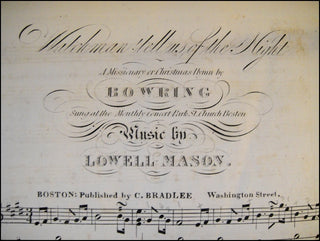 Watchman tell us of the Night
A Missionary or Christmas Hymn by
BOWRING
Sung at the Monthly Concert Park St. Church Boston
Music by
LOWELL MASON.
BOSTON: Published by C. BRADLEE Washington Street.